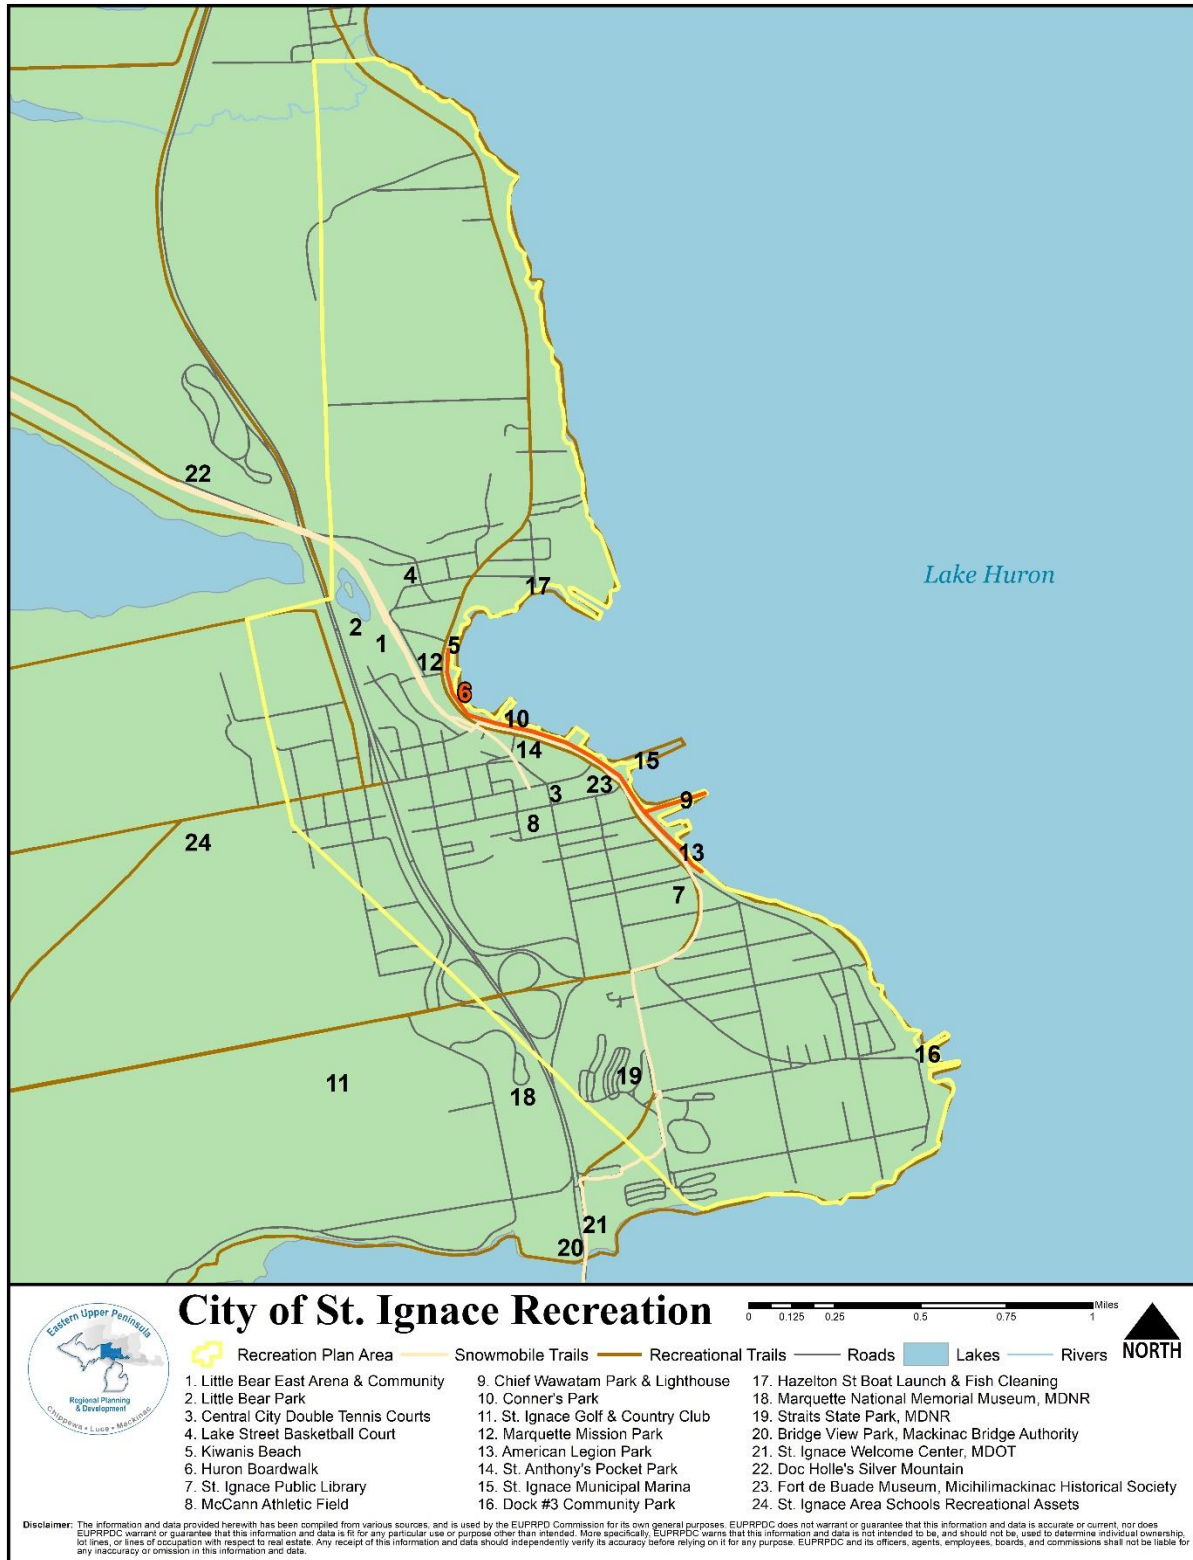 22
4
17
Lake Huron
2
1
5
12
6
10
14
15
23
3
9
8
24
13
7
16
19
11
18
21
20
City of St. Ignace Recreation
0 0.125 0.25 0.5 0.75 1 Miles
NORTH
Eastern Upper Peninsula
Regional Planning
& Development
Chippewa • Luce • Mackinac
Recreation Plan Area Snowmobile Trails Recreational Trails Roads Lakes Rivers
1. Little Bear East Arena & Community
2. Little Bear Park
3. Central City Double Tennis Courts
4. Lake Street Basketball Court
5. Kiwanis Beach
6. Huron Boardwalk
7. St. Ignace Public Library
8. McCann Athletic Field
9. Chief Wawatam Park & Lighthouse
10. Conner's Park
11. St. Ignace Golf & Country Club
12. Marquette Mission Park
13. American Legion Park
14. St. Anthony's Pocket Park
15. St. Ignace Municipal Marina
16. Dock #3 Community Park
17. Hazelton St Boat Launch & Fish Cleaning
18. Marquette National Memorial Museum, MDNR
19. Straits State Park, MDNR
20. Bridge View Park, Mackinac Bridge Authority
21. St. Ignace Welcome Center, MDOT
22. Doc Holle's Silver Mountain
23. Fort de Buade Museum, Micihilimackinac Historical Society
24. St. Ignace Area Schools Recreational Assets
Disclaimer: The information and data provided herewith has been compiled from various sources, and is used by the EUPRPD Commission for its own general purposes. EUPRPDC does not warrant or guarantee that this information and data is accurate or current, nor does
EUPRPDC warrant or guarantee that this information and data is fit for any particular use or purpose other than intended. More specifically, EUPRPDC warns that this information and data is not intended to be, and should not be, used to determine individual ownership,
lot lines, or lines of occupation with respect to real estate. Any receipt of this information and data should independently verify its accuracy before relying on it for any purpose. EUPRPDC and its officers, agents, employees, boards, and commissions shall not be liable for
any inaccuracy or omission in this information and data.